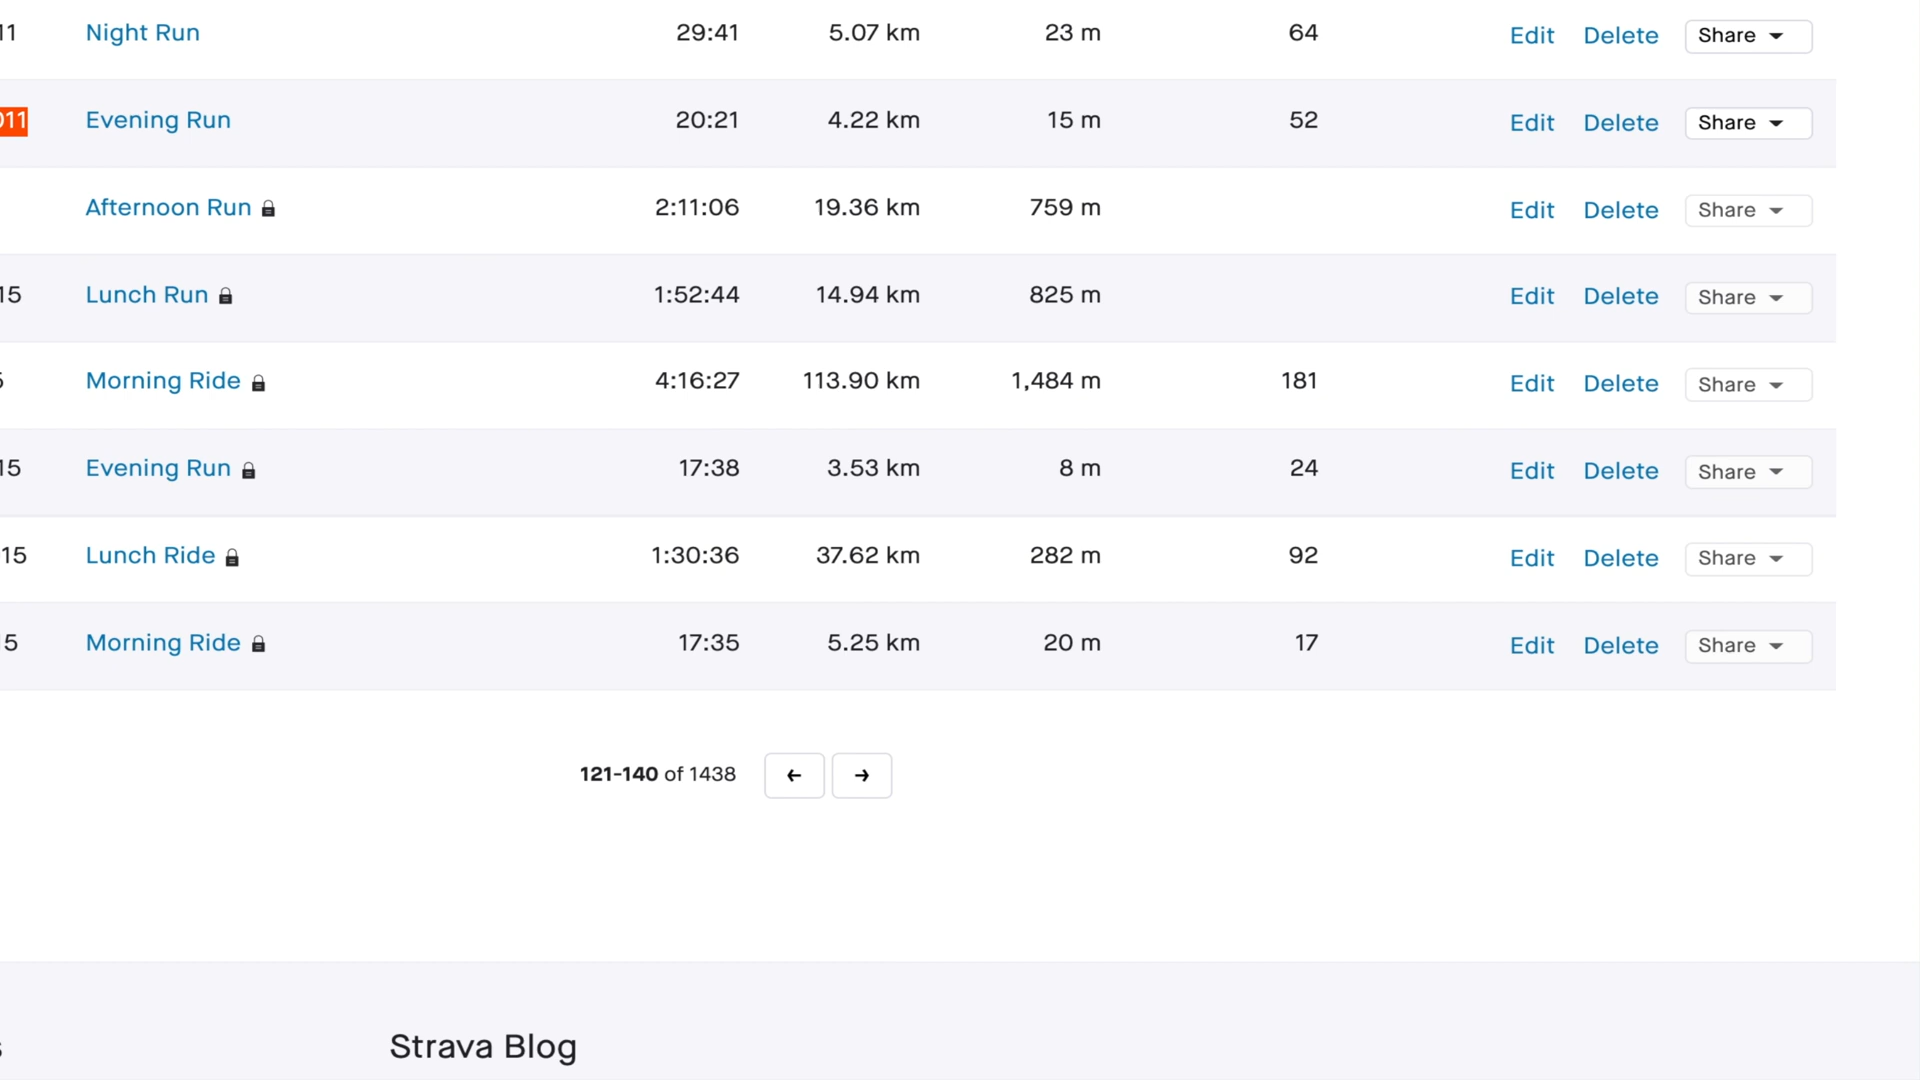 11 Night Run 29:41 5.07 km 23 m 64 Edit Delete Share
011 Evening Run 20:21 4.22 km 15 m 52 Edit Delete Share
Afternoon Run 2:11:06 19.36 km 759 m Edit Delete Share
15 Lunch Run 1:52:44 14.94 km 825 m Edit Delete Share
Morning Ride 4:16:27 113.90 km 1,484 m 181 Edit Delete Share
15 Evening Run 17:38 3.53 km 8 m 24 Edit Delete Share
15 Lunch Ride 1:30:36 37.62 km 282 m 92 Edit Delete Share
5 Morning Ride 17:35 5.25 km 20 m 17 Edit Delete Share
121-140 of 1438 ← →
Strava Blog